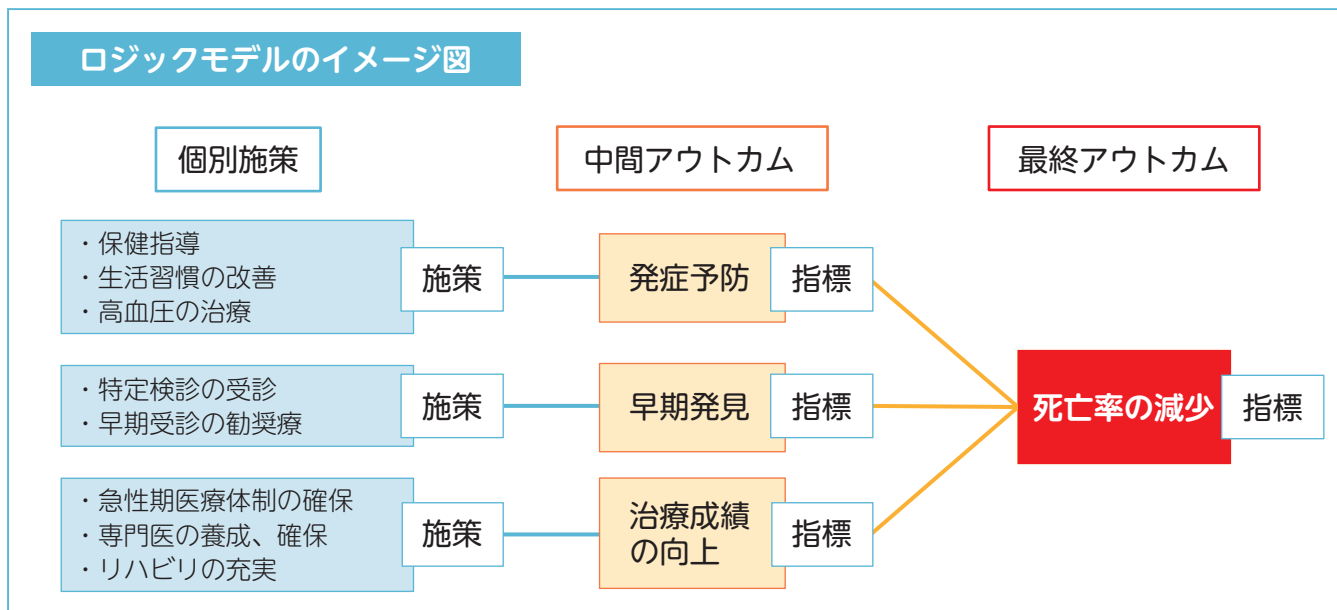 ロジックモデルのイメージ図
個別施策
中間アウトカム
最終アウトカム
・保健指導
・生活習慣の改善
・高血圧の治療
施策
発症予防
指標
・特定検診の受診
・早期受診の勧奨療
施策
早期発見
指標
死亡率の減少
指標
・急性期医療体制の確保
・専門医の養成、確保
・リハビリの充実
施策
治療成績
の向上
指標